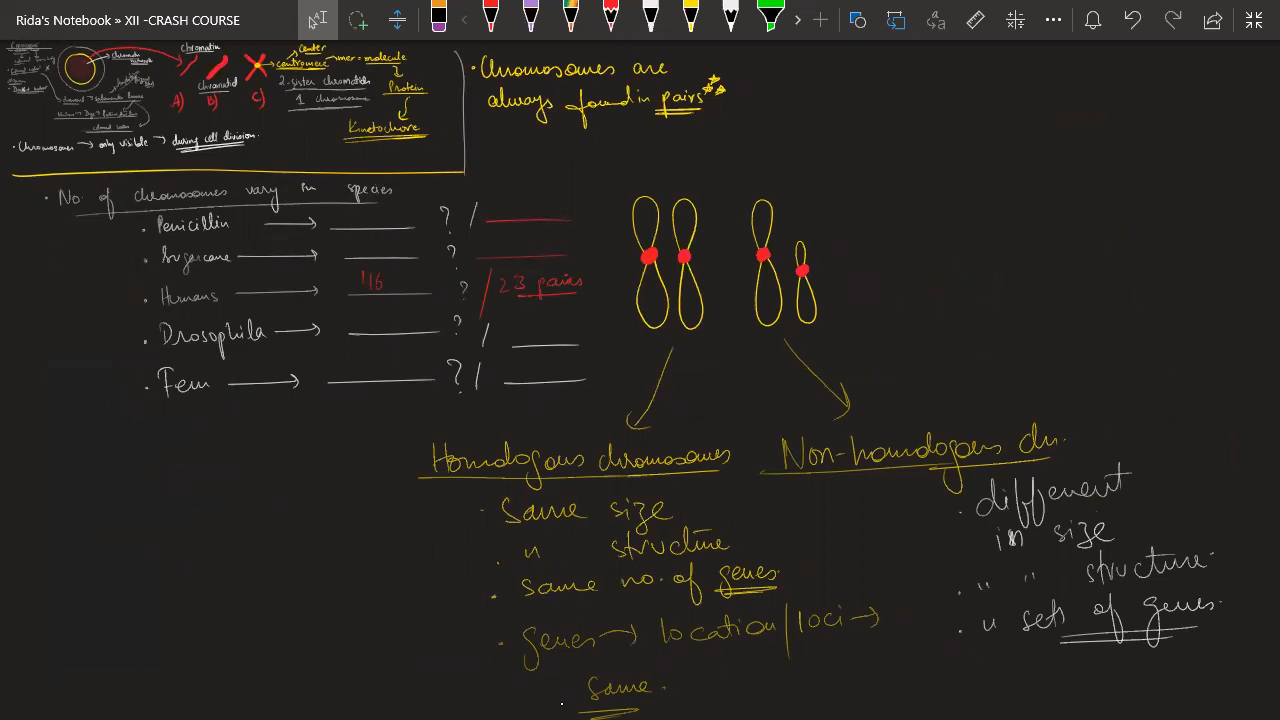 Rida's Notebook » XII -CRASH COURSE
Chromatin
Chromatid
A) B) C)
center
centromere → mer = molecule
2-sister chromatids
1 chromosome
Protein
Kinetochore
• Chromosomes → only visible → during cell division.
• Chromosomes are
always found in pairs
• No. of chromosomes vary in species
• Penicillin → ? /
• Sugarcane → ?
• Humans → 46 ? / 23 pairs
• Drosophila → ? /
• Fern → ? /
Homologous chromosomes
• Same size
• " structure
• same no. of genes.
• genes → location/loci →
same.
Non-homologous chr.
• different
in size
• " " structure.
• " sets of genes.